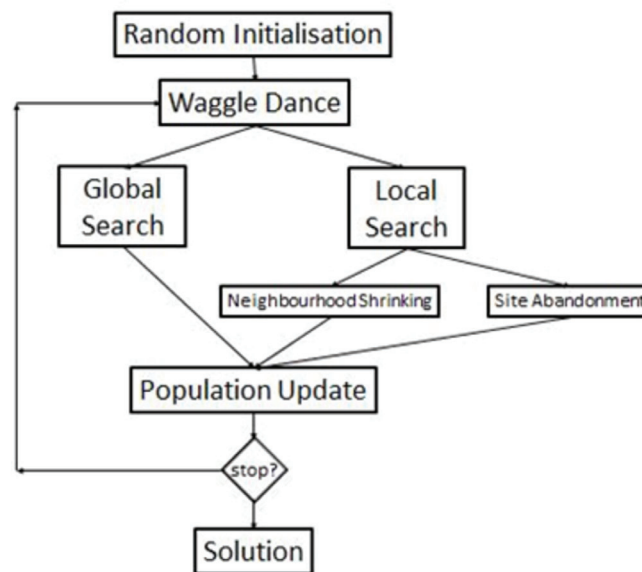 Random Initialisation
Waggle Dance
Global
Search
Local
Search
Neighbourhood Shrinking
Site Abandonment
Population Update
stop?
Solution